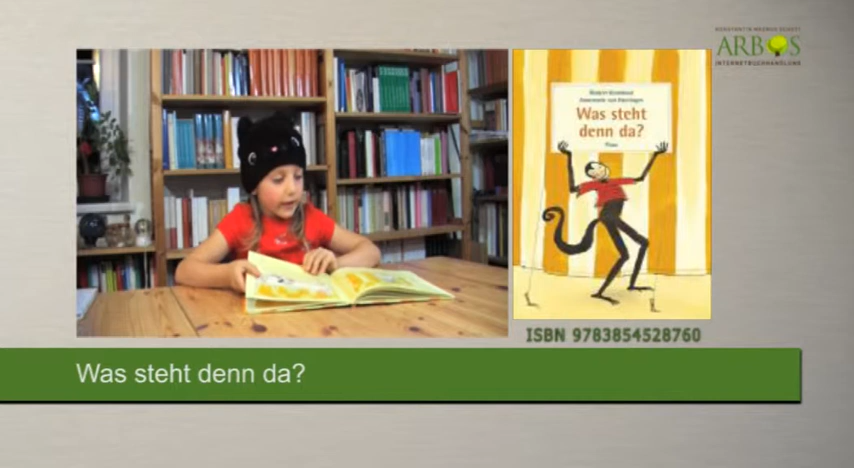 ARBOS
INTERNETBUCHHANDLUNG
Was steht
denn da?
ISBN 9783854528760
Was steht denn da?